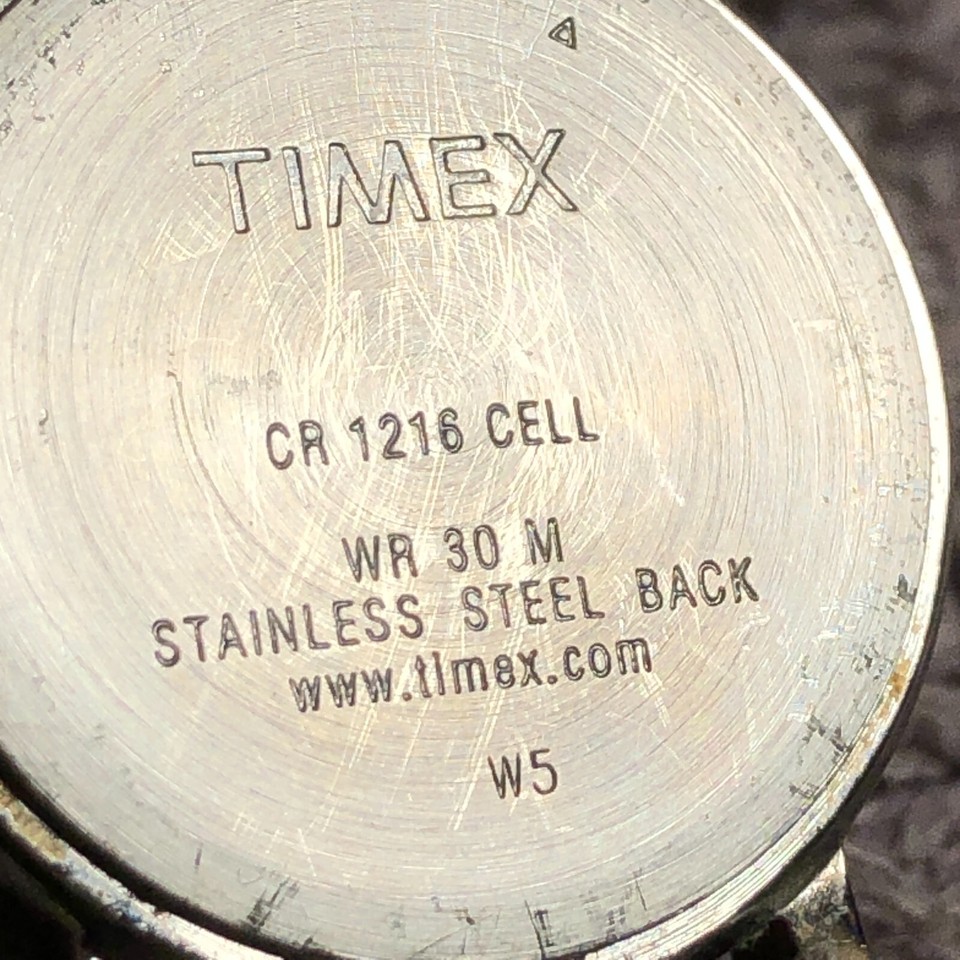 TIMEX
CR 1216 CELL
WR 30 M
STAINLESS STEEL BACK
www.timex.com
W5